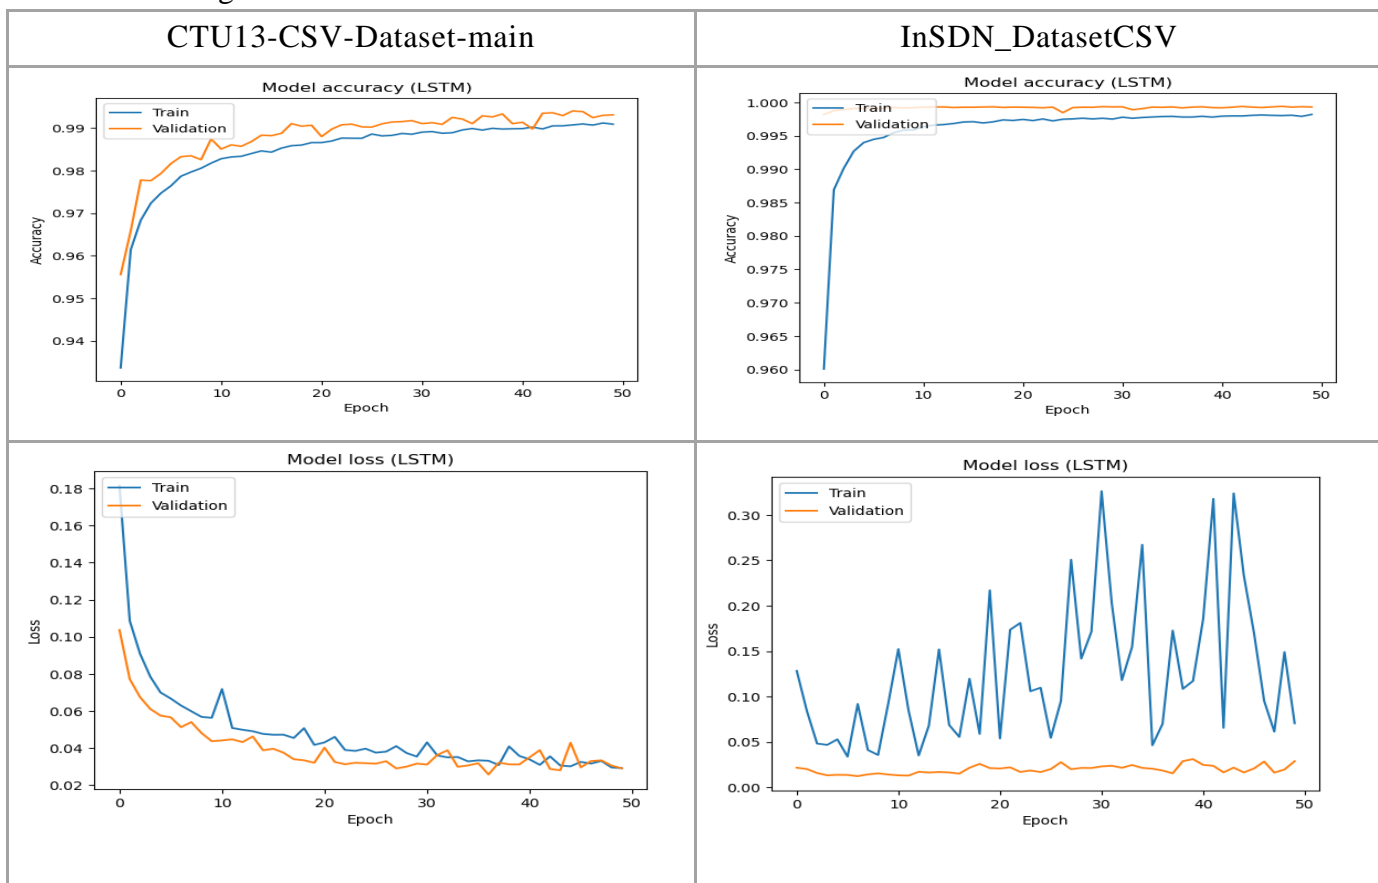 CTU13-CSV-Dataset-main
InSDN_DatasetCSV
Model accuracy (LSTM)
Train
Validation
0.99
0.98
0.97
0.96
0.95
0.94
Accuracy
0 10 20 30 40 50
Epoch
Model accuracy (LSTM)
Train
Validation
1.000
0.995
0.990
0.985
0.980
0.975
0.970
0.965
0.960
Accuracy
0 10 20 30 40 50
Epoch
Model loss (LSTM)
Train
Validation
0.18
0.16
0.14
0.12
0.10
0.08
0.06
0.04
0.02
Loss
0 10 20 30 40 50
Epoch
Model loss (LSTM)
Train
Validation
0.30
0.25
0.20
0.15
0.10
0.05
0.00
Loss
0 10 20 30 40 50
Epoch